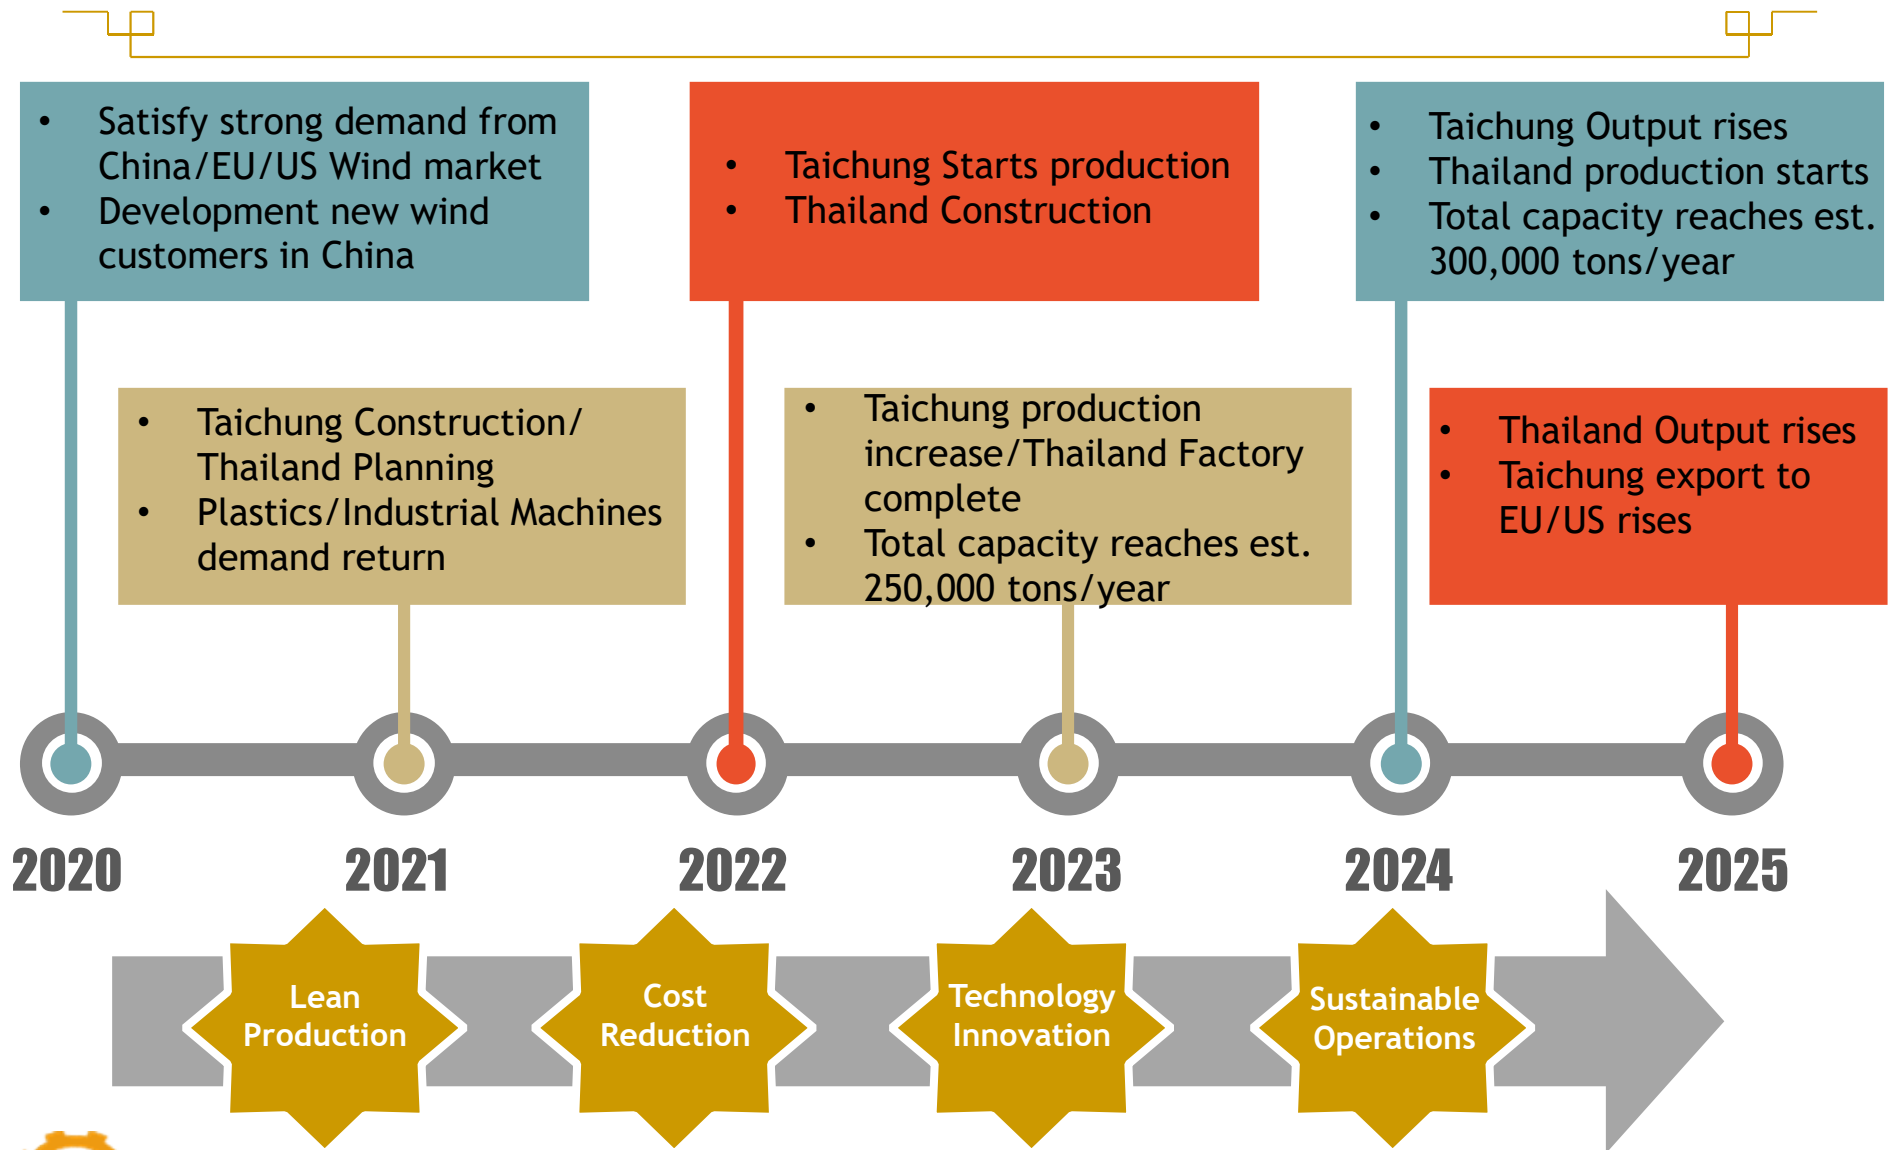 • Satisfy strong demand from
China/EU/US Wind market
• Development new wind
customers in China
• Taichung Starts production
• Thailand Construction
• Taichung Output rises
• Thailand production starts
• Total capacity reaches est.
300,000 tons/year
• Taichung Construction/
Thailand Planning
• Plastics/Industrial Machines
demand return
• Taichung production
increase/Thailand Factory
complete
• Total capacity reaches est.
250,000 tons/year
• Thailand Output rises
• Taichung export to
EU/US rises
2020
2021
2022
2023
2024
2025
Lean
Production
Cost
Reduction
Technology
Innovation
Sustainable
Operations